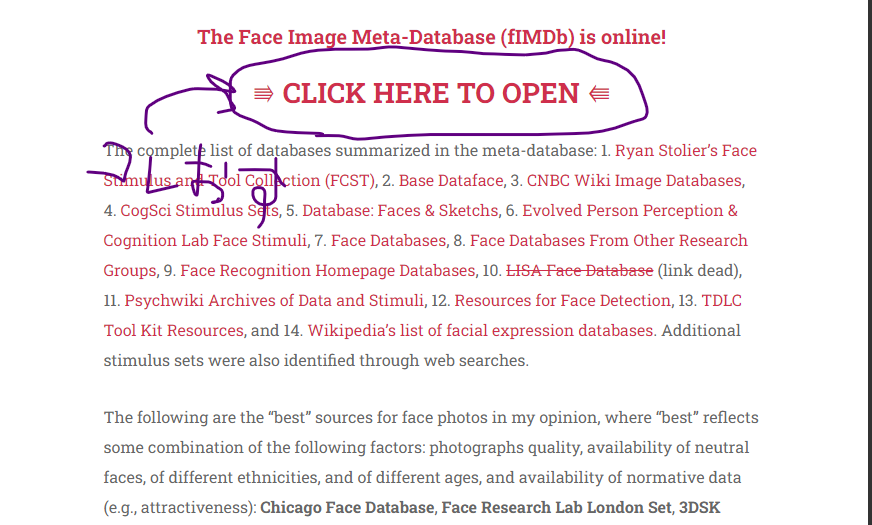 The Face Image Meta-Database (fIMDb) is online!
⇛ CLICK HERE TO OPEN ⇚
The complete list of databases summarized in the meta-database: 1. Ryan Stolier’s Face
Stimulus and Tool Collection (FCST), 2. Base Dataface, 3. CNBC Wiki Image Databases,
4. CogSci Stimulus Sets, 5. Database: Faces & Sketchs, 6. Evolved Person Perception &
Cognition Lab Face Stimuli, 7. Face Databases, 8. Face Databases From Other Research
Groups, 9. Face Recognition Homepage Databases, 10. LISA Face Database (link dead),
11. Psychwiki Archives of Data and Stimuli, 12. Resources for Face Detection, 13. TDLC
Tool Kit Resources, and 14. Wikipedia’s list of facial expression databases. Additional
stimulus sets were also identified through web searches.
The following are the “best” sources for face photos in my opinion, where “best” reflects
some combination of the following factors: photographs quality, availability of neutral
faces, of different ethnicities, and of different ages, and availability of normative data
(e.g., attractiveness): Chicago Face Database, Face Research Lab London Set, 3DSK